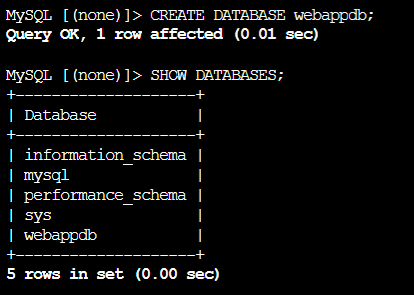 MySQL [(none)]> CREATE DATABASE webappdb;
Query OK, 1 row affected (0.01 sec)

MySQL [(none)]> SHOW DATABASES;
+--------------------+
| Database           |
+--------------------+
| information_schema |
| mysql              |
| performance_schema |
| sys                |
| webappdb           |
+--------------------+
5 rows in set (0.00 sec)